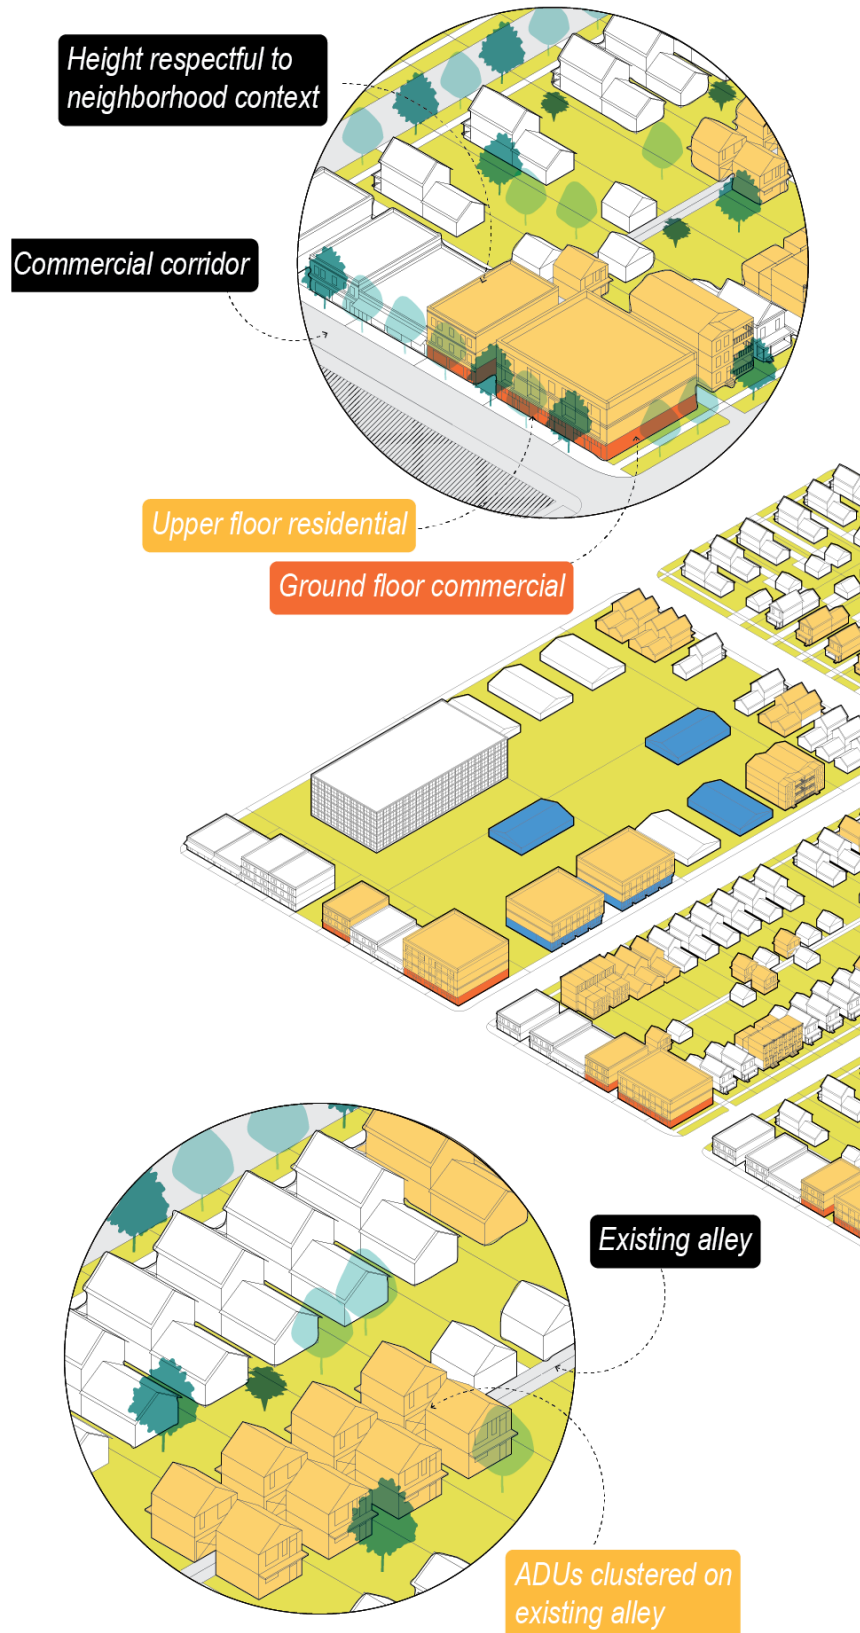 Height respectful to
neighborhood context
Commercial corridor
Upper floor residential
Ground floor commercial
Existing alley
ADUs clustered on
existing alley